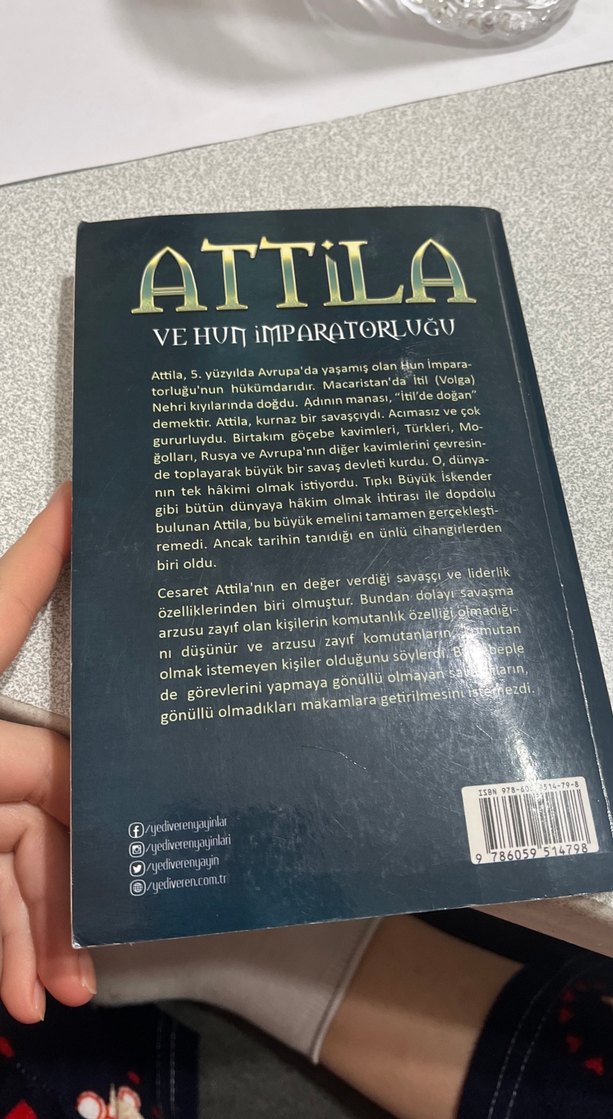 ATTİLA
VE HUN İMPARATORLUĞU
Attila, 5. yüzyılda Avrupa'da yaşamış olan Hun İmpara-
torluğu'nun hükümdarıdır. Macaristan'da İtil (Volga)
Nehri kıyılarında doğdu. Adının manası, “İtil’de doğan”
demektir. Attila, kurnaz bir savaşçıydı. Acımasız ve çok
gururluydu. Birtakım göçebe kavimleri, Türkleri, Mo-
ğolları, Rusya ve Avrupa'nın diğer kavimlerini çevresin-
de toplayarak büyük bir savaş devleti kurdu. O, dünya-
nın tek hâkimi olmak istiyordu. Tıpkı Büyük İskender
gibi bütün dünyaya hâkim olmak ihtirası ile dopdolu
bulunan Attila, bu büyük emelini tamamen gerçekleşti-
remedi. Ancak tarihin tanıdığı en ünlü cihangirlerden
biri oldu.
Cesaret Attila'nın en değer verdiği savaşçı ve liderlik
özelliklerinden biri olmuştur. Bundan dolayı savaşma
arzusu zayıf olan kişilerin komutanlık özelliği olmadığı-
nı düşünür ve arzusu zayıf komutanların, komutan
olmak istemeyen kişiler olduğunu söylerdi.
de görevlerini yapmaya gönüllü olmayan
gönüllü olmadıkları makamlara getirilmesini istemezdi.
/yediverenyayinlar
/yediverenyayinlari
/yediverenyayin
/yediveren.com.tr
ISBN 514-79-8
9 786059 514798